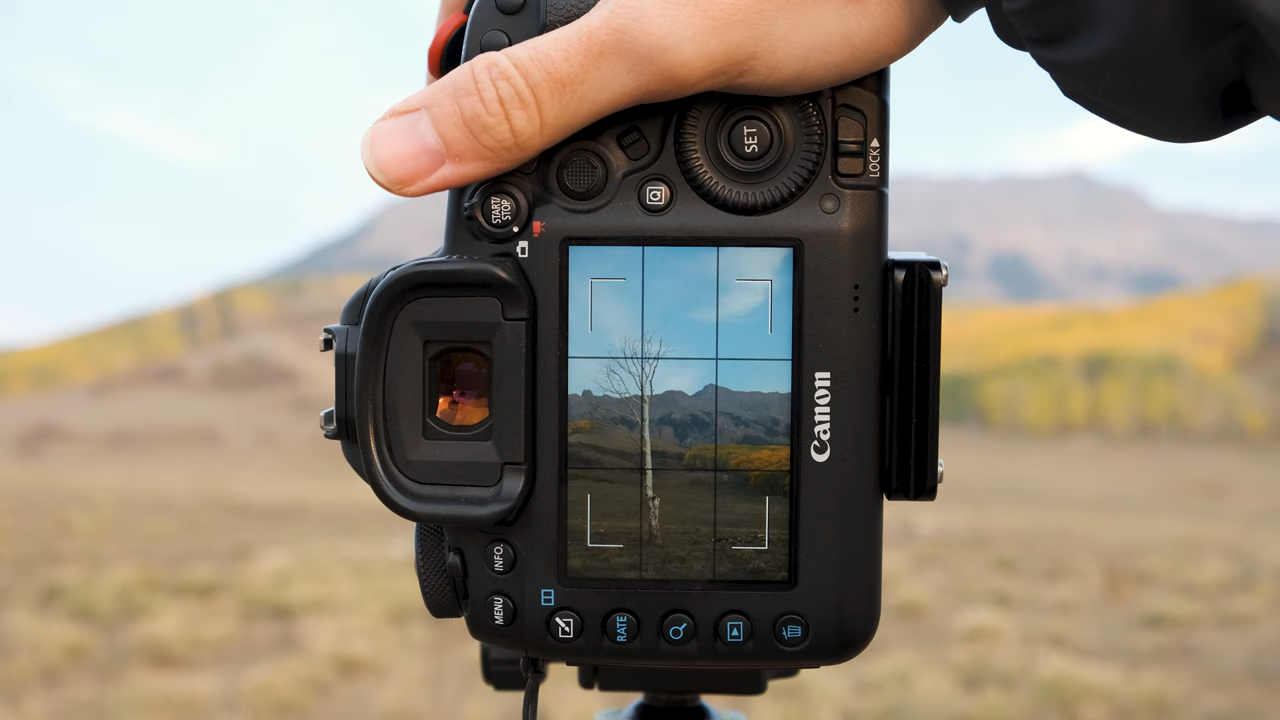 SET
LOCK
START/
STOP
Q
Canon
INFO.
MENU
RATE